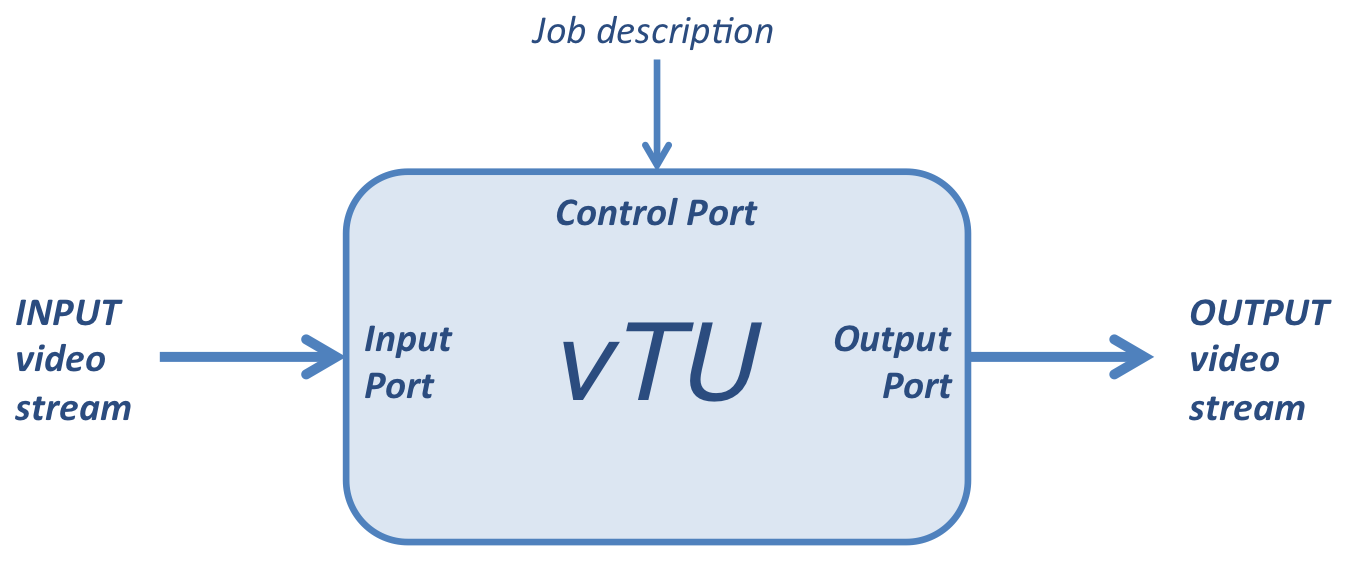 Job description
Control Port
INPUT
video
stream
Input
Port
vTU
Output
Port
OUTPUT
video
stream